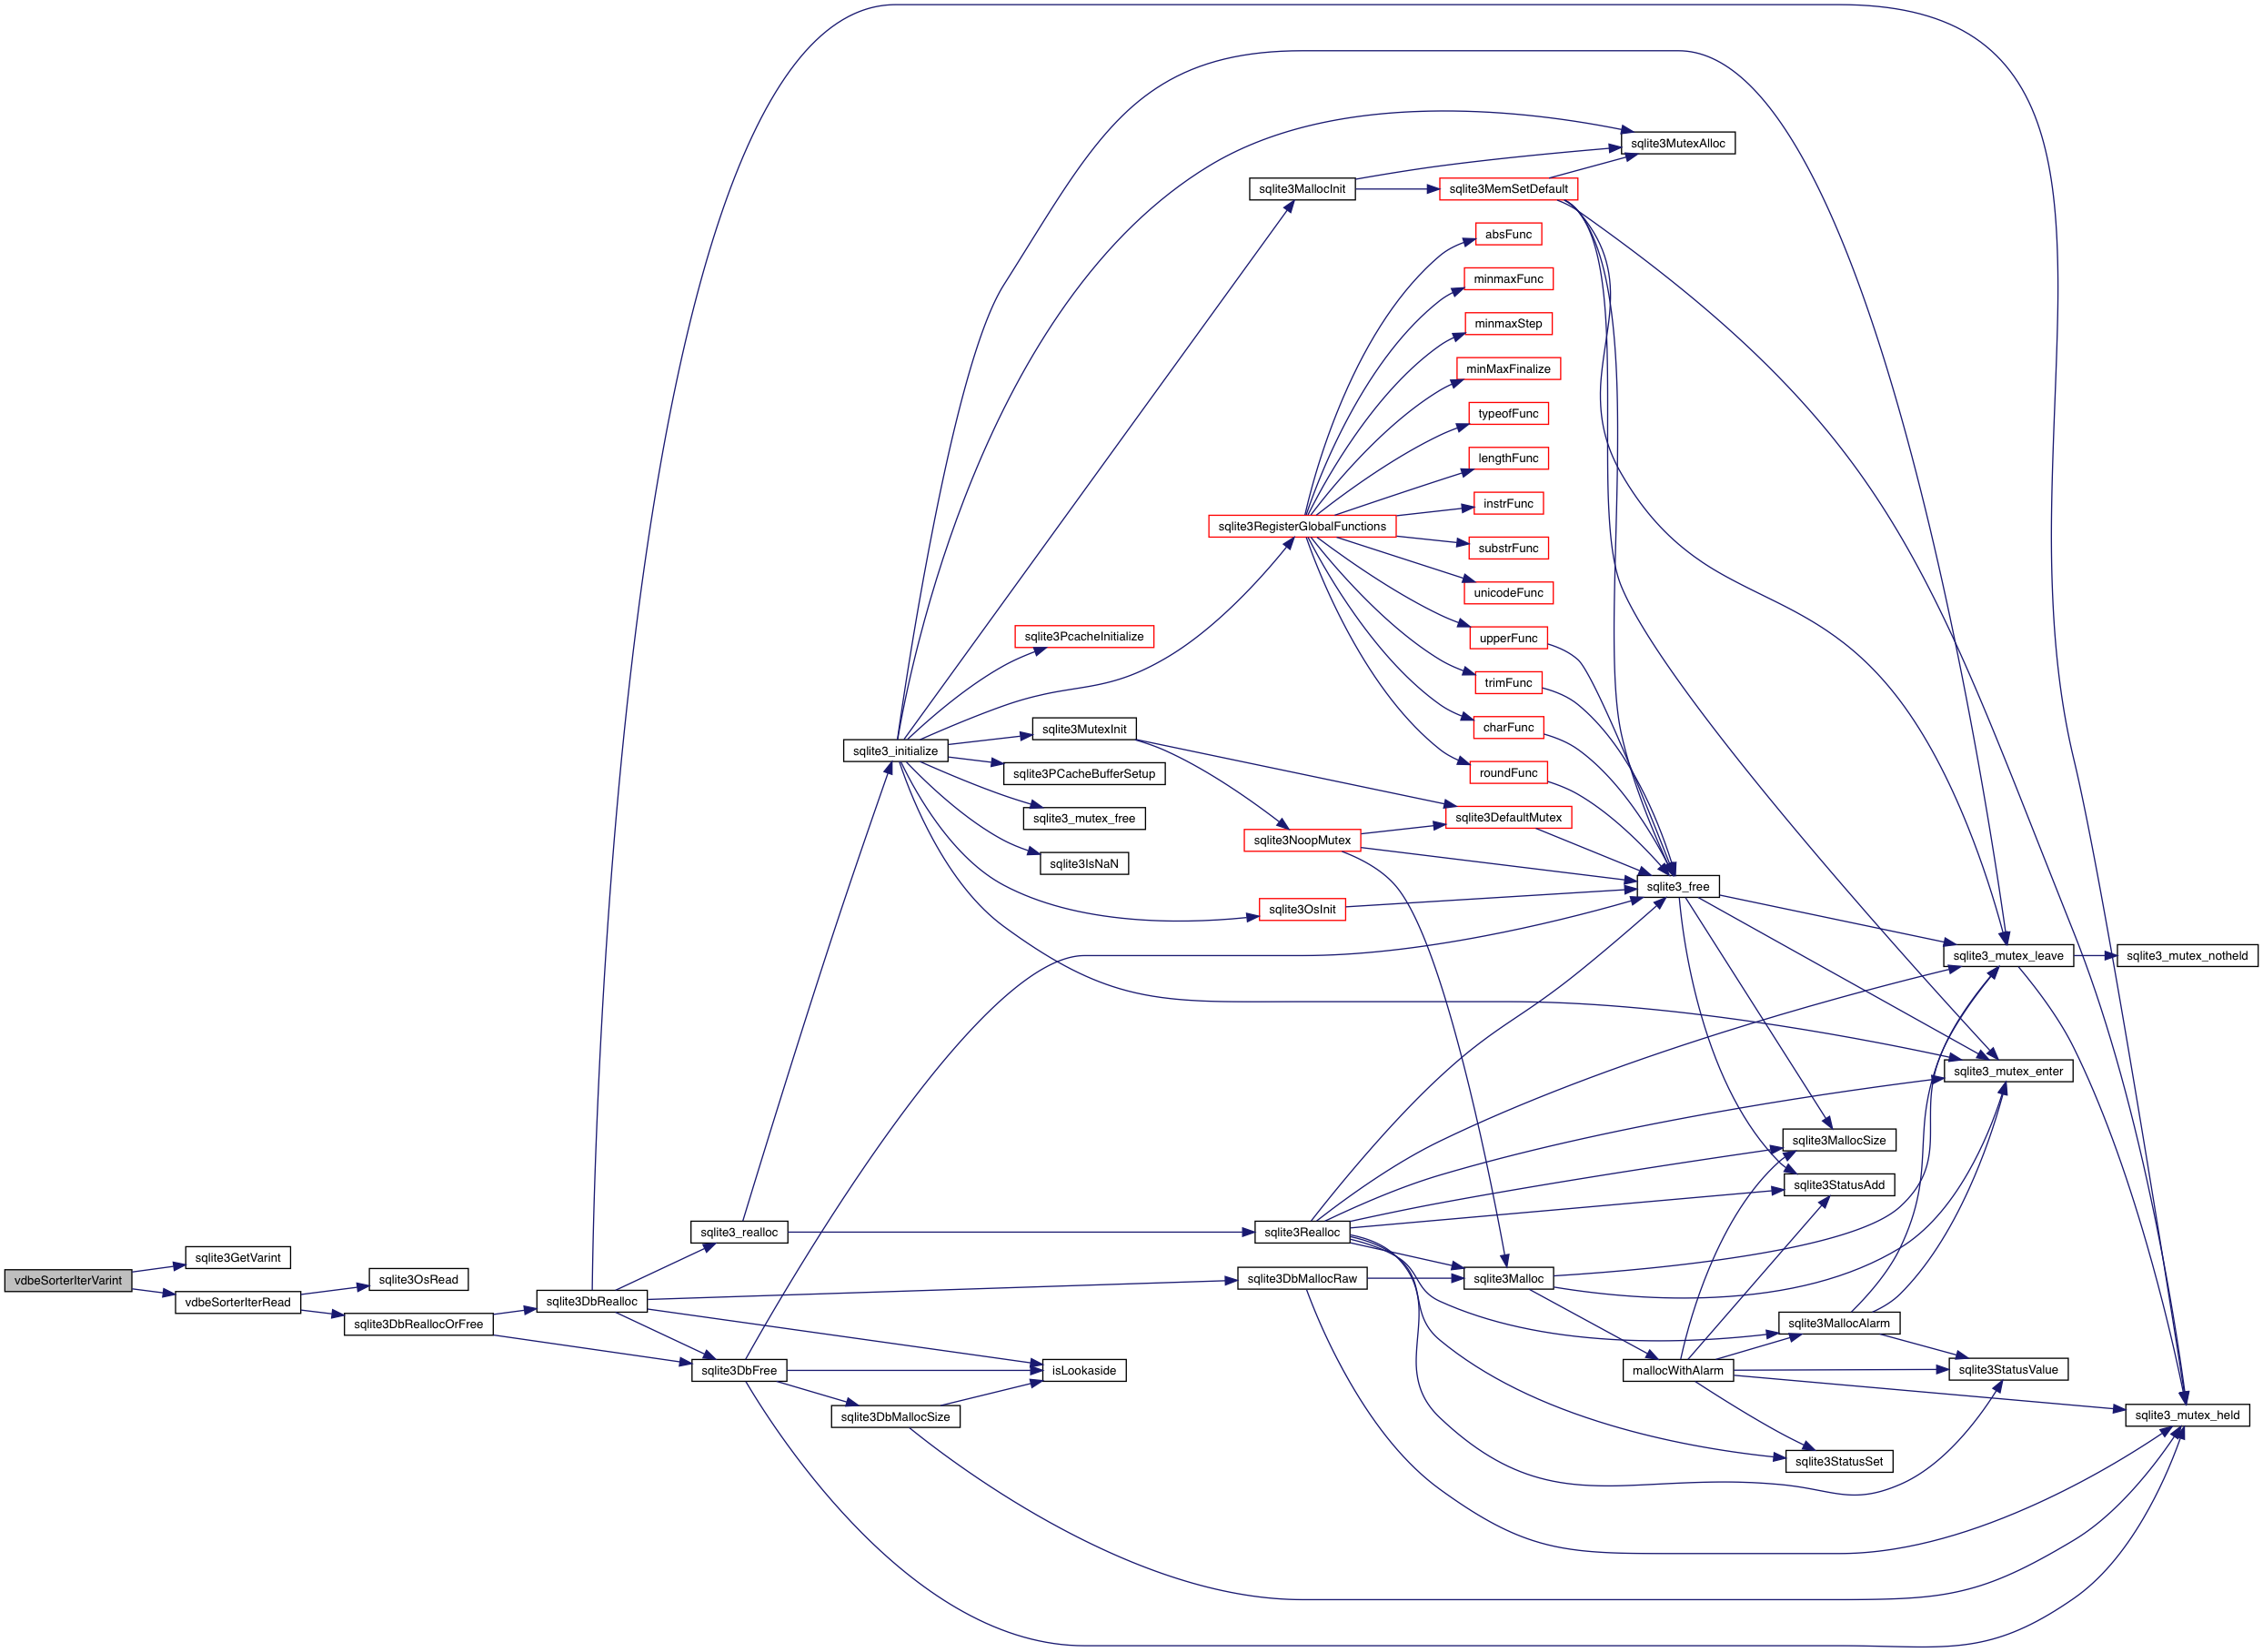 vdbeSorterIterVarint
sqlite3GetVarint
vdbeSorterIterRead
sqlite3OsRead
sqlite3DbReallocOrFree
sqlite3DbRealloc
sqlite3_realloc
sqlite3DbFree
sqlite3_initialize
sqlite3DbMallocSize
sqlite3PcacheInitialize
sqlite3MutexInit
sqlite3PCacheBufferSetup
sqlite3_mutex_free
sqlite3IsNaN
isLookaside
sqlite3MallocInit
sqlite3RegisterGlobalFunctions
sqlite3NoopMutex
sqlite3OsInit
sqlite3Realloc
sqlite3DbMallocRaw
sqlite3MemSetDefault
absFunc
minmaxFunc
minmaxStep
minMaxFinalize
typeofFunc
lengthFunc
instrFunc
substrFunc
unicodeFunc
upperFunc
trimFunc
charFunc
roundFunc
sqlite3DefaultMutex
sqlite3Malloc
sqlite3MutexAlloc
sqlite3_free
mallocWithAlarm
sqlite3MallocSize
sqlite3StatusAdd
sqlite3MallocAlarm
sqlite3StatusSet
sqlite3_mutex_leave
sqlite3_mutex_enter
sqlite3StatusValue
sqlite3_mutex_notheld
sqlite3_mutex_held